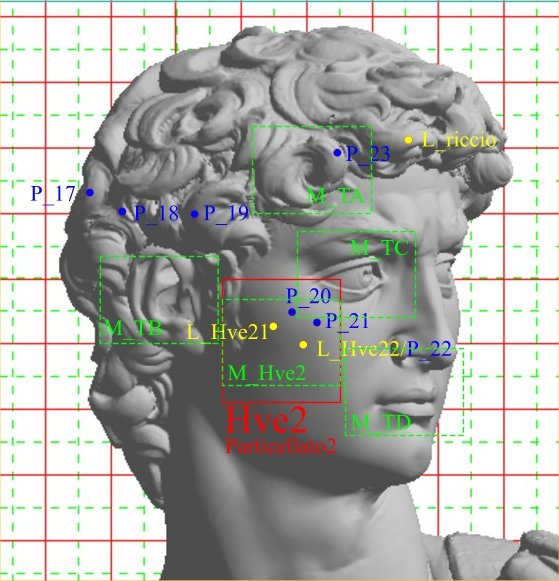 L_riccio
P_23
P_17
M_TA
P_18
P_19
M_TC
P_20
P_21
M_TB
L_Hve21
L_Hve22/P_22
M_Hve2
Hve2
M_TD
Particellato2